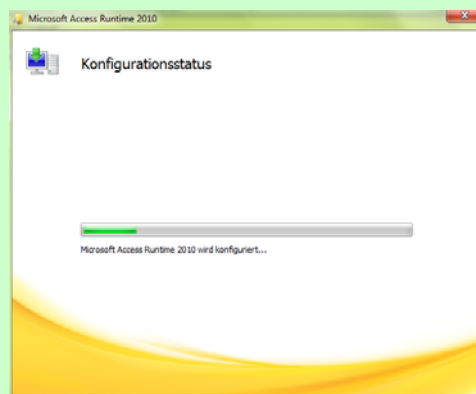 Microsoft Access Runtime 2010
Konfigurationsstatus
Microsoft Access Runtime 2010 wird konfiguriert...